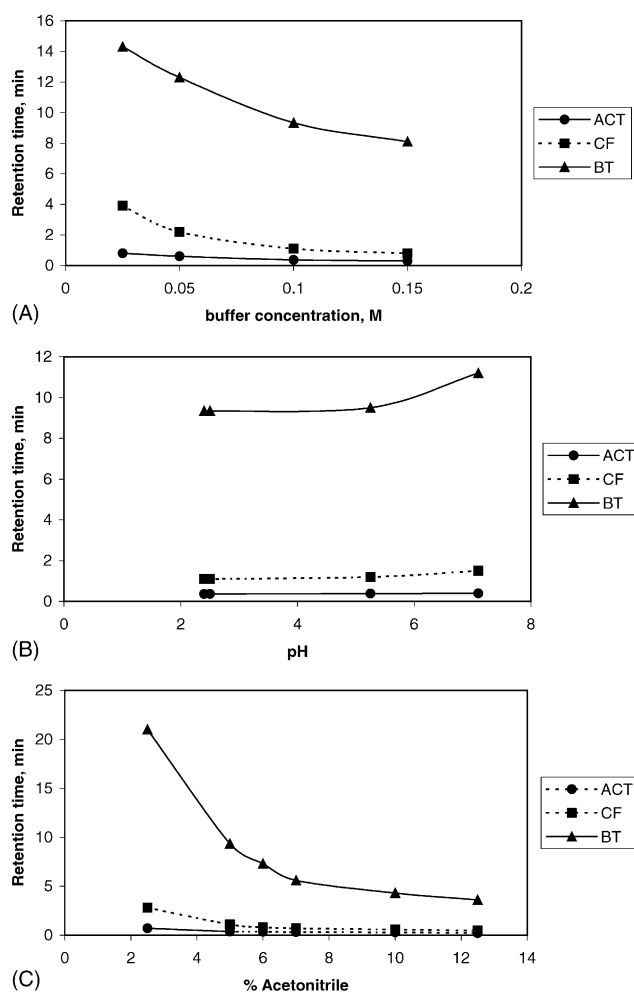 16
14
12
10
8
6
4
2
0
Retention time, min
0 0.05 0.1 0.15 0.2
buffer concentration, M
ACT
CF
BT
(A)
12
10
8
6
4
2
0
Retention time, min
0 2 4 6 8
pH
ACT
CF
BT
(B)
25
20
15
10
5
0
Retention time, min
0 2 4 6 8 10 12 14
% Acetonitrile
ACT
CF
BT
(C)